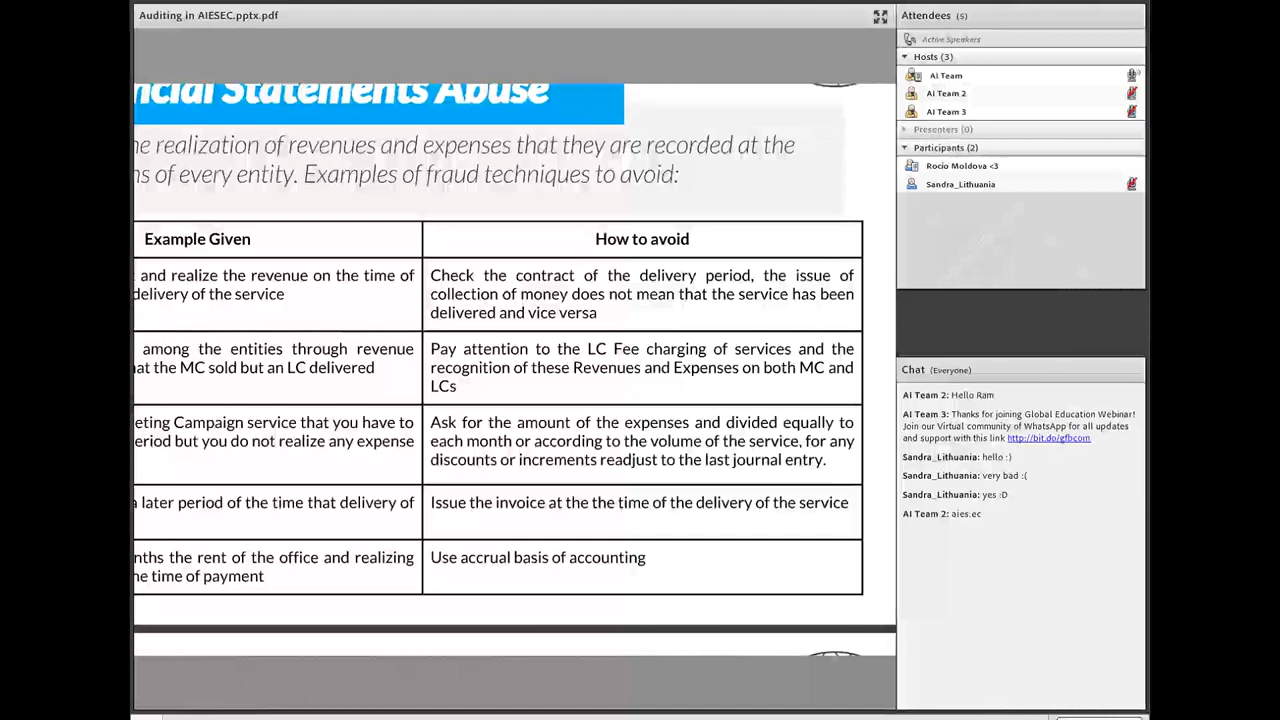 Auditing in AIESEC.pptx.pdf
ncial Statements Abuse
he realization of revenues and expenses that they are recorded at the
ns of every entity. Examples of fraud techniques to avoid:
Example Given
How to avoid
and realize the revenue on the time of
delivery of the service
Check the contract of the delivery period, the issue of
collection of money does not mean that the service has been
delivered and vice versa
among the entities through revenue
at the MC sold but an LC delivered
Pay attention to the LC Fee charging of services and the
recognition of these Revenues and Expenses on both MC and
LCs
eting Campaign service that you have to
eriod but you do not realize any expense
Ask for the amount of the expenses and divided equally to
each month or according to the volume of the service, for any
discounts or increments readjust to the last journal entry.
a later period of the time that delivery of
Issue the invoice at the the time of the delivery of the service
nths the rent of the office and realizing
he time of payment
Use accrual basis of accounting
Attendees (5)
Active Speakers
Hosts (3)
AI Team
AI Team 2
AI Team 3
Presenters (0)
Participants (2)
Rocio Moldova <3
Sandra_Lithuania
Chat (Everyone)
AI Team 2: Hello Ram
AI Team 3: Thanks for joining Global Education Webinar!
Join our Virtual community of WhatsApp for all updates
and support with this link http://bit.do/gfbcom
Sandra_Lithuania: hello :)
Sandra_Lithuania: very bad :(
Sandra_Lithuania: yes :D
AI Team 2: aies.ec